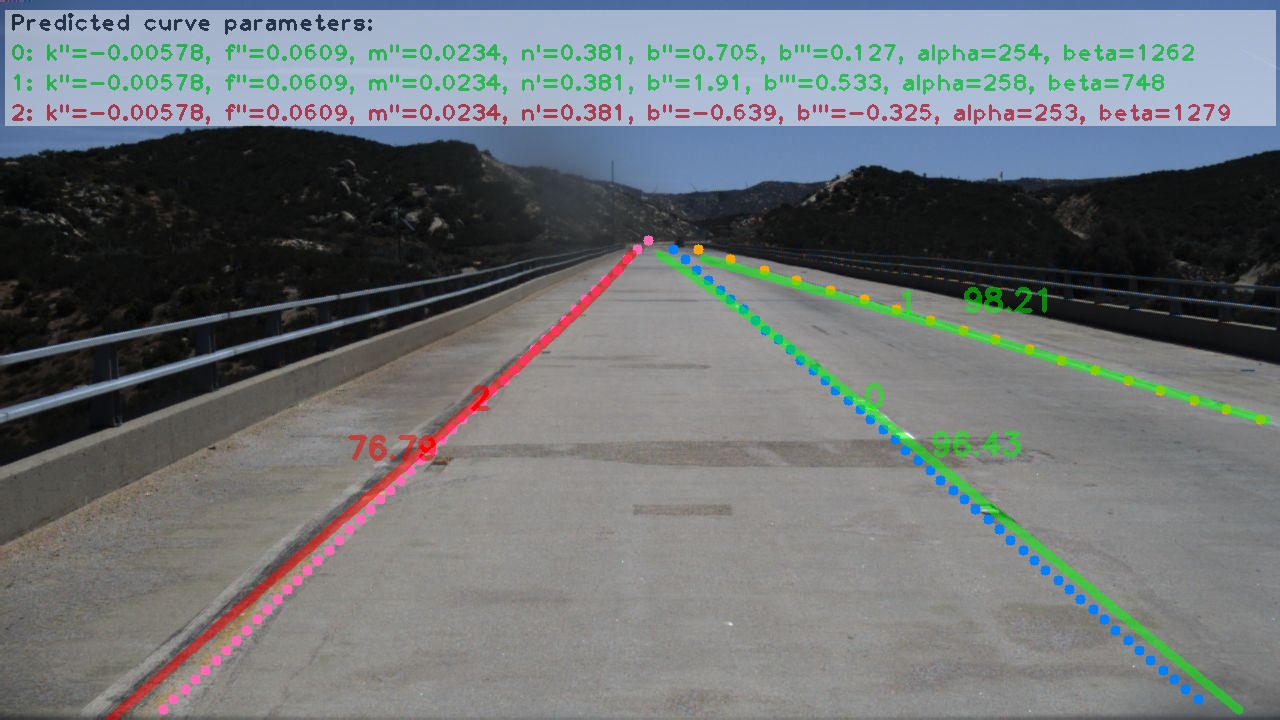 Predicted curve parameters:
0: k''=-0.00578, f''=0.0609, m''=0.0234, n'=0.381, b''=0.705, b'''=0.127, alpha=254, beta=1262
1: k''=-0.00578, f''=0.0609, m''=0.0234, n'=0.381, b''=1.91, b'''=0.533, alpha=258, beta=748
2: k''=-0.00578, f''=0.0609, m''=0.0234, n'=0.381, b''=-0.639, b'''=-0.325, alpha=253, beta=1279
1 98.21
2
0
76.79
96.43